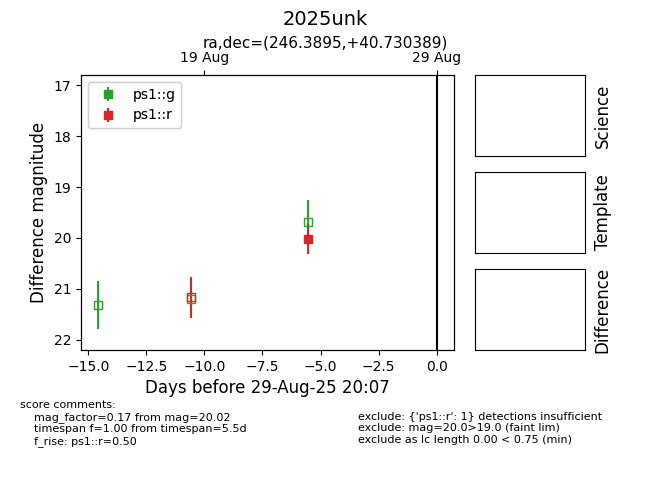 2025unk
ra,dec=(246.3895,+40.730389)
19 Aug
29 Aug
ps1::g
ps1::r
17
18
19
20
21
22
Difference magnitude
−15.0
−12.5
−10.0
−7.5
−5.0
−2.5
0.0
Days before 29-Aug-25 20:07
Science
Template
Difference
score comments:
mag_factor=0.17 from mag=20.02
timespan f=1.00 from timespan=5.5d
f_rise: ps1::r=0.50
exclude: {'ps1::r': 1} detections insufficient
exclude: mag=20.0>19.0 (faint lim)
exclude as lc length 0.00 < 0.75 (min)